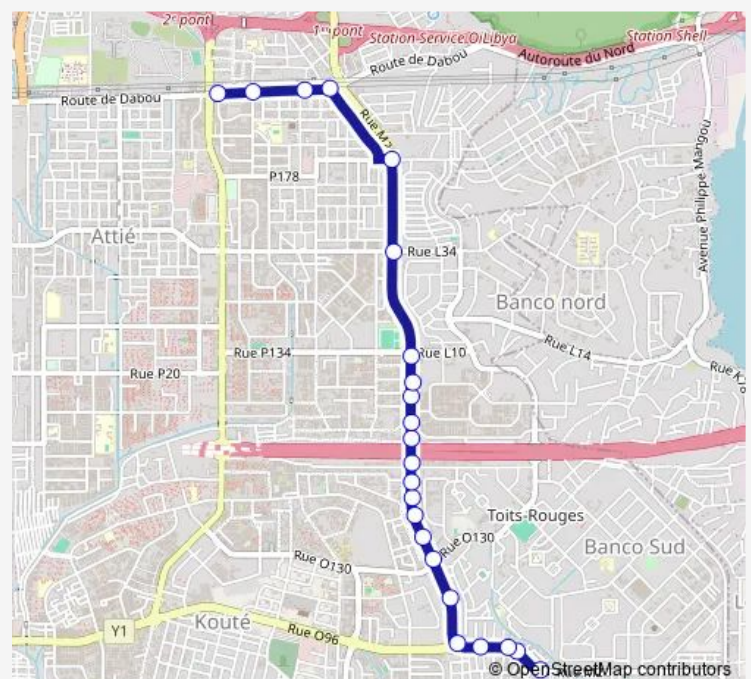 2ᵉ pont
1ᵉʳ pont
Station-Service OiLibya
Station Shell
Autoroute du Nord
Route de Dabou
Route de Dabou
P178
Avenue Philippe Mangou
Attié
Rue L34
Banco nord
Rue P134
Rue L10
Rue L14
Rue P20
Toits-Rouges
Rue O130
Banco Sud
Rue O130
Kouté
Y1
Rue O96
© OpenStreetMap contributors